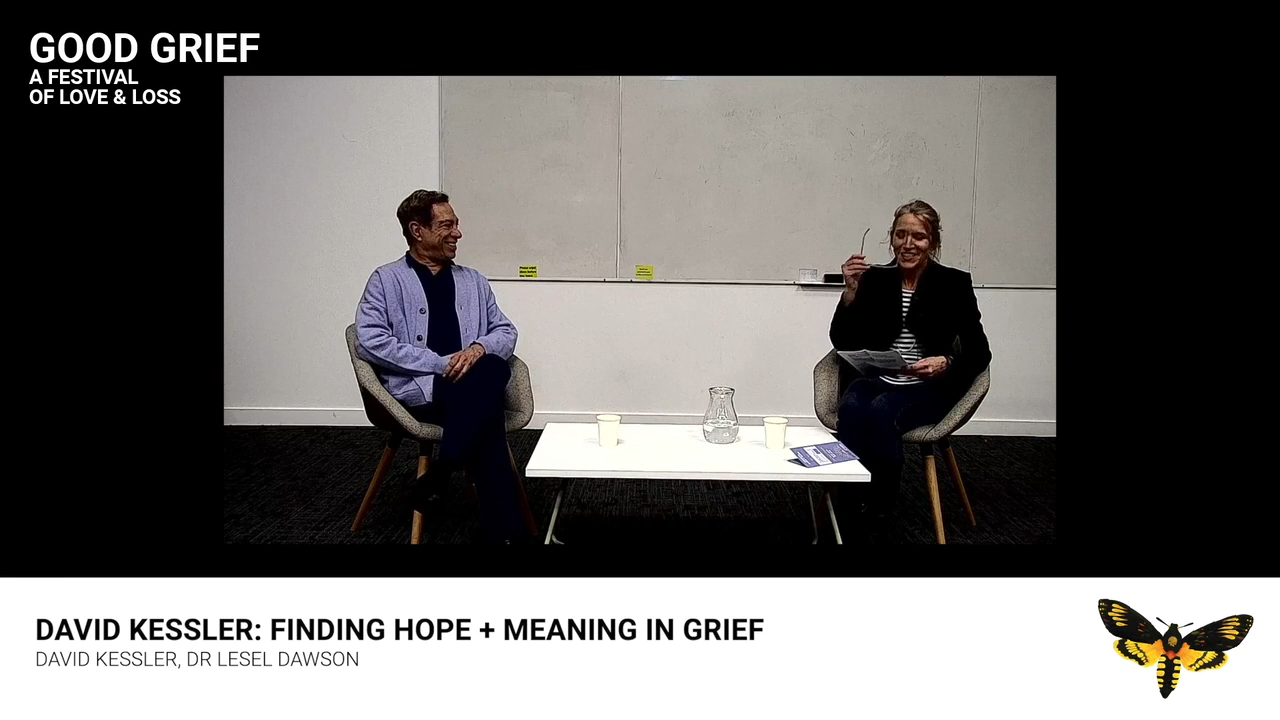 GOOD GRIEF
A FESTIVAL
OF LOVE & LOSS
DAVID KESSLER: FINDING HOPE + MEANING IN GRIEF
DAVID KESSLER, DR LESEL DAWSON